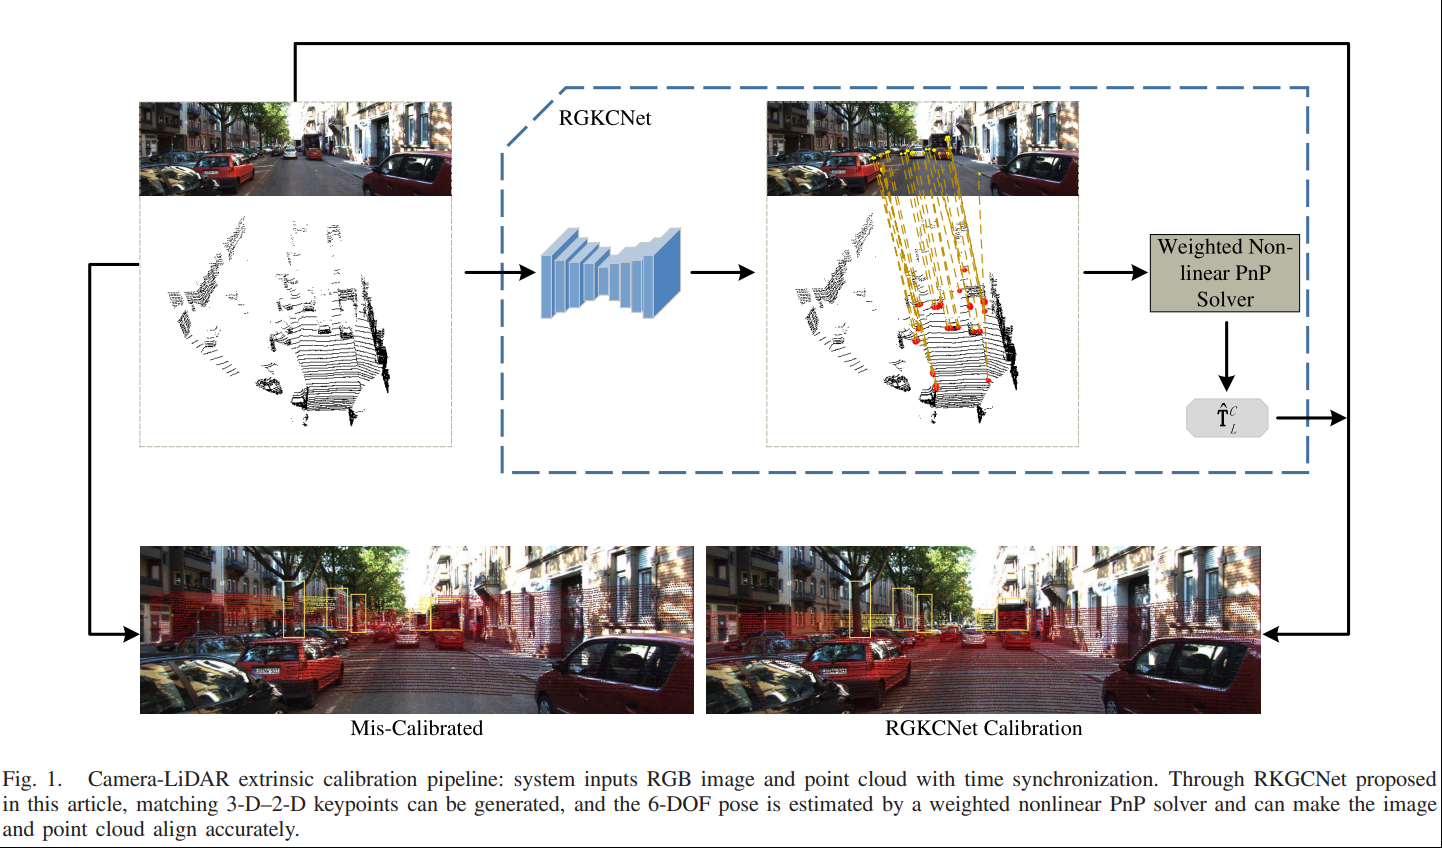 RGKCNet
Weighted Non-
linear PnP
Solver
T̂ C L
Mis-Calibrated
RGKCNet Calibration
Fig. 1. Camera-LiDAR extrinsic calibration pipeline: system inputs RGB image and point cloud with time synchronization. Through RKGCNet proposed
in this article, matching 3-D–2-D keypoints can be generated, and the 6-DOF pose is estimated by a weighted nonlinear PnP solver and can make the image
and point cloud align accurately.